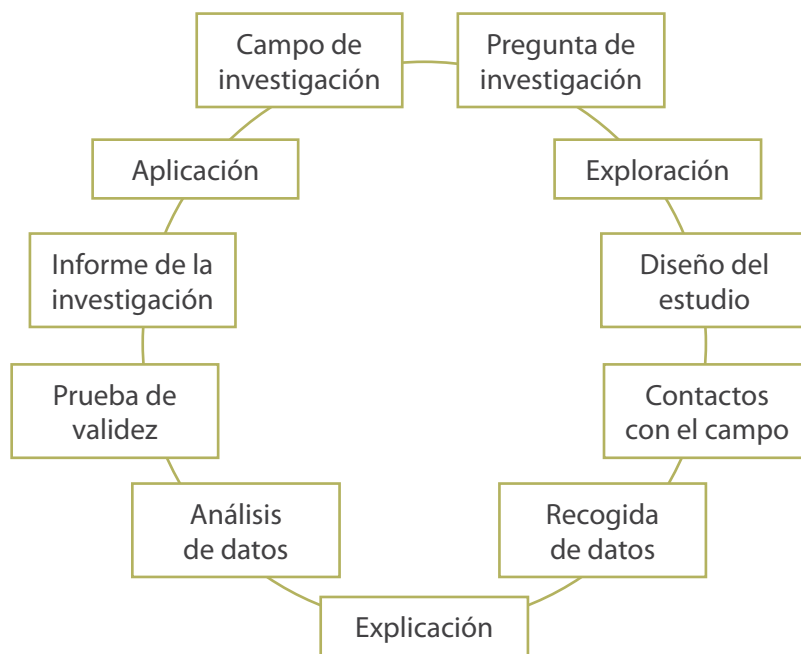 Campo de
investigación
Pregunta de
investigación
Exploración
Diseño del
estudio
Contactos
con el campo
Recogida
de datos
Explicación
Análisis
de datos
Prueba de
validez
Informe de la
investigación
Aplicación